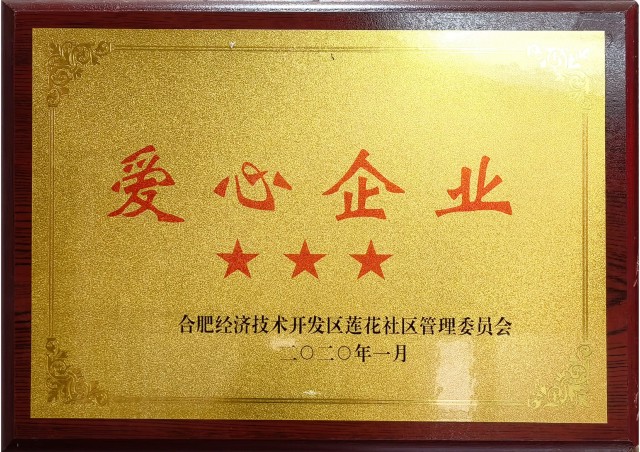 爱心企业
★★★
合肥经济技术开发区莲花社区管理委员会
二〇二〇年一月